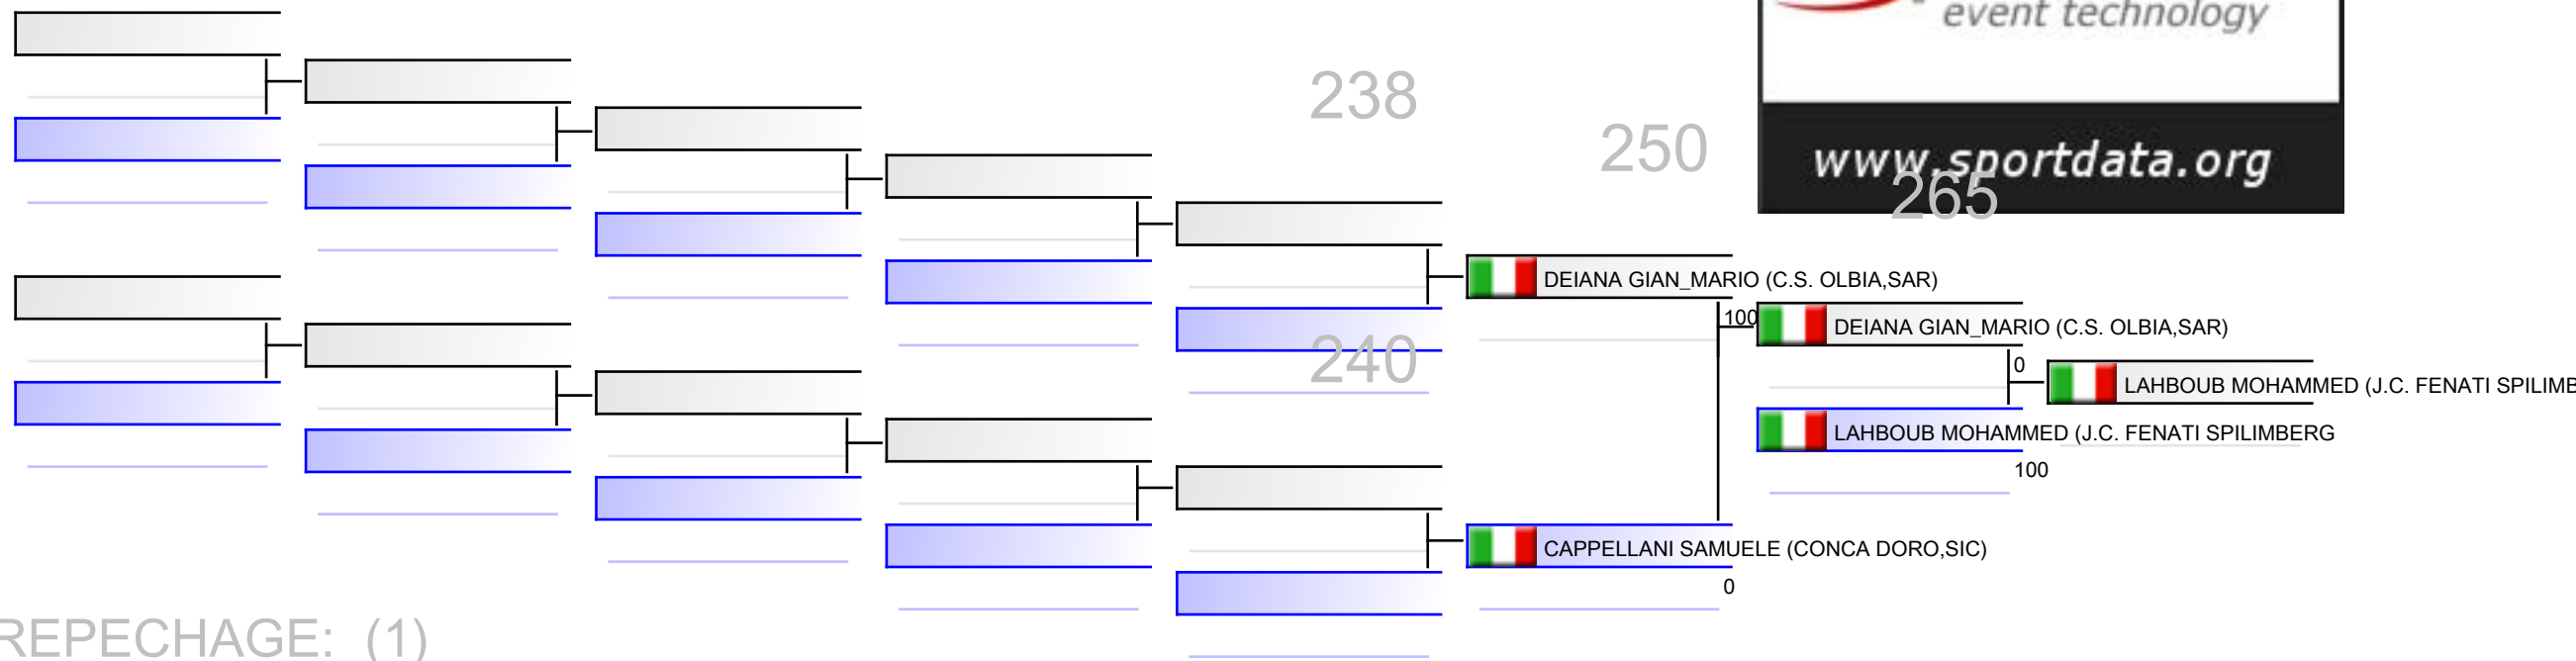 event technology
238
250
www.sportdata.org
265
DEIANA GIAN_MARIO (C.S. OLBIA,SAR)
100
DEIANA GIAN_MARIO (C.S. OLBIA,SAR)
240
0
LAHBOUB MOHAMMED (J.C. FENATI SPILIMB
LAHBOUB MOHAMMED (J.C. FENATI SPILIMBERG
100
CAPPELLANI SAMUELE (CONCA DORO,SIC)
0
REPECHAGE: (1)